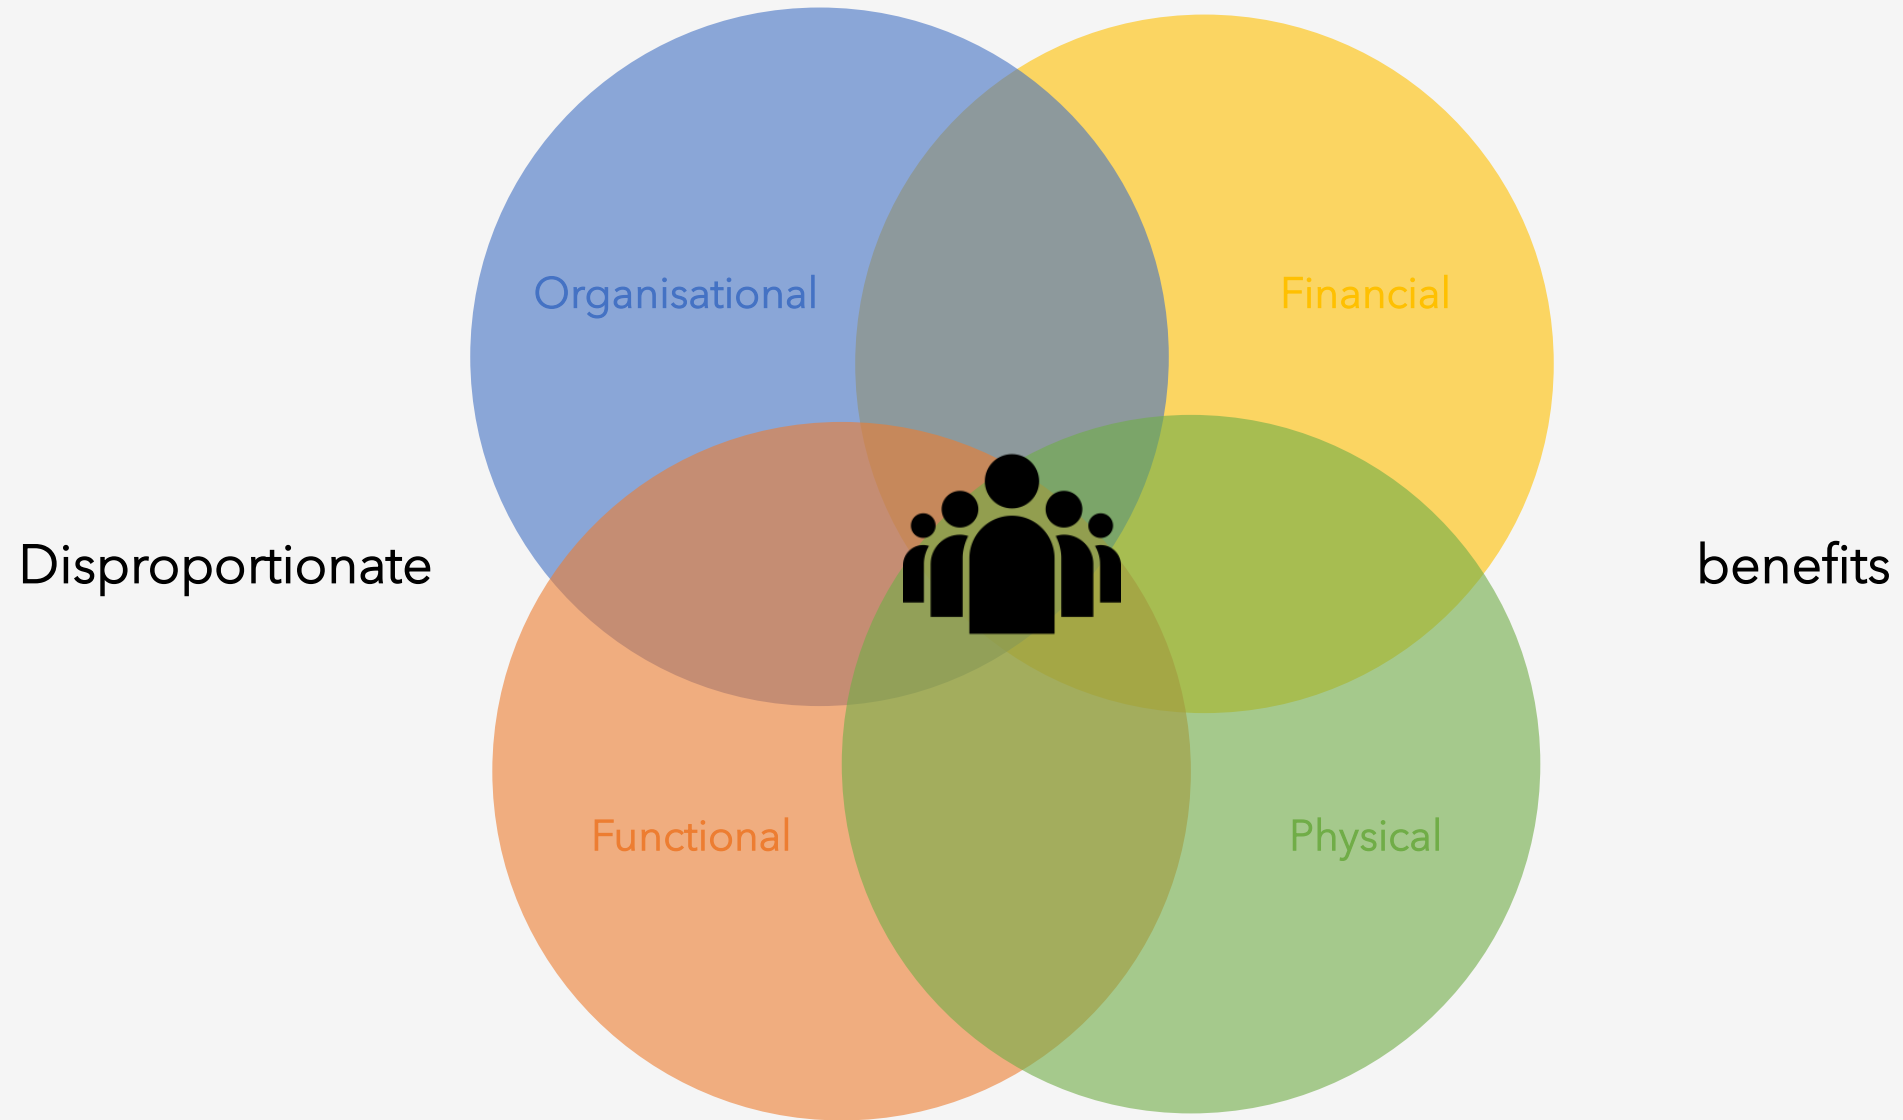 Organisational
Financial
Disproportionate
benefits
Functional
Physical